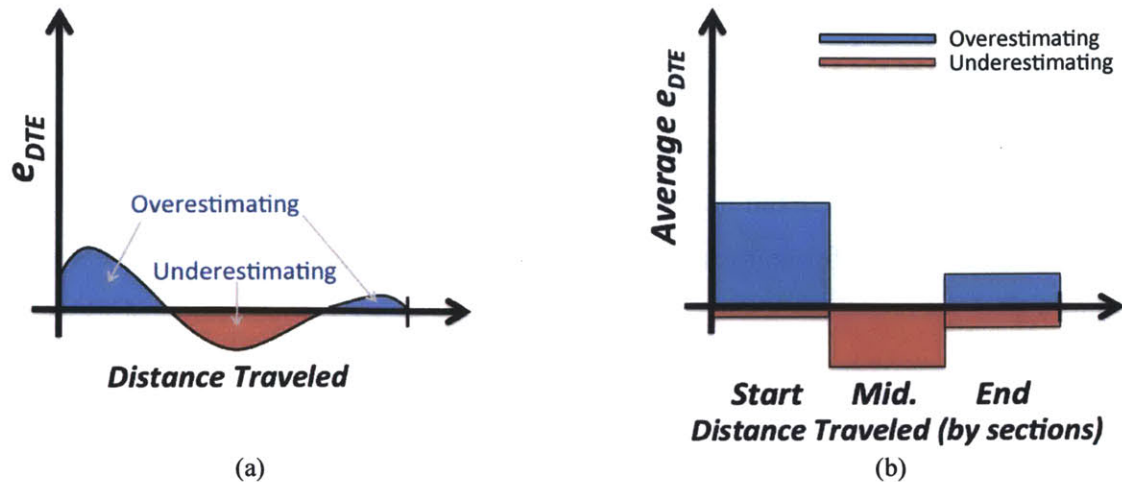 e_DTE
Overestimating
Underestimating
Distance Traveled
(a)
Average e_DTE
Overestimating
Underestimating
Start Mid. End
Distance Traveled (by sections)
(b)